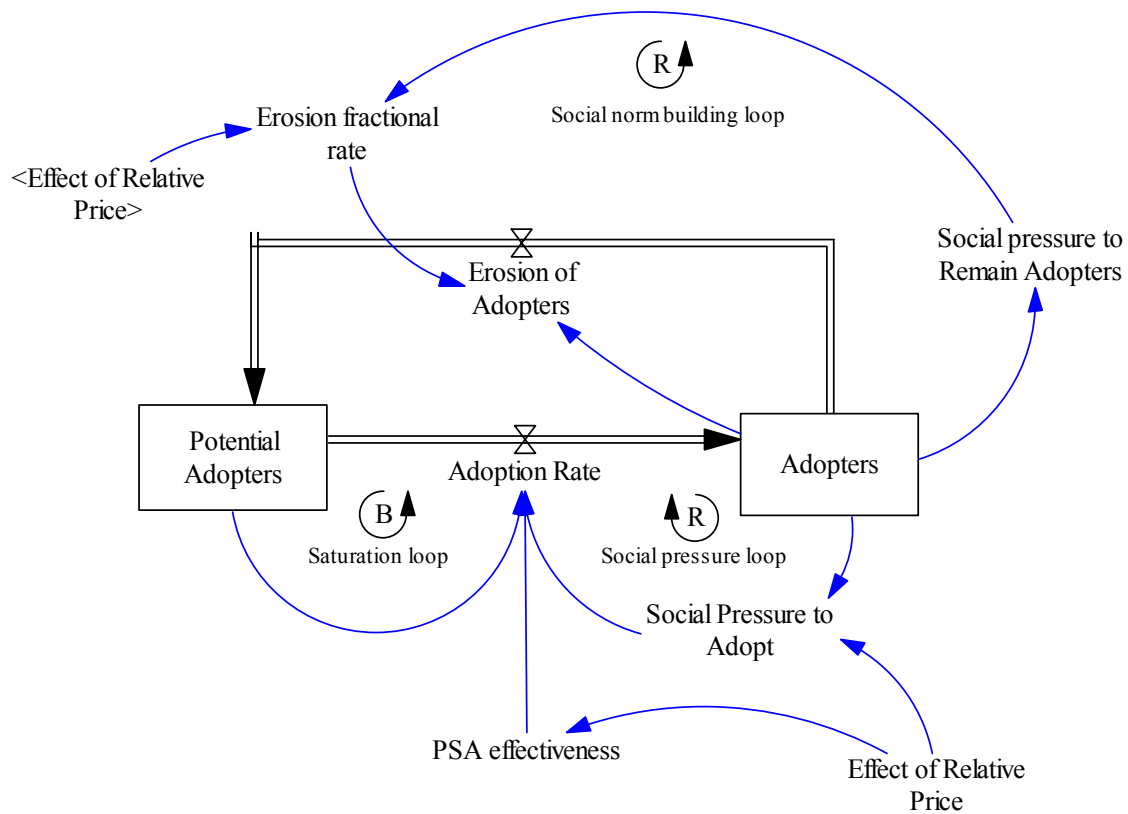 R
Social norm building loop
Erosion fractional
rate
<Effect of Relative
Price>
Social pressure to
Remain Adopters
Erosion of
Adopters
Potential
Adopters
Adoption Rate
Adopters
B
Saturation loop
R
Social pressure loop
Social Pressure to
Adopt
PSA effectiveness
Effect of Relative
Price